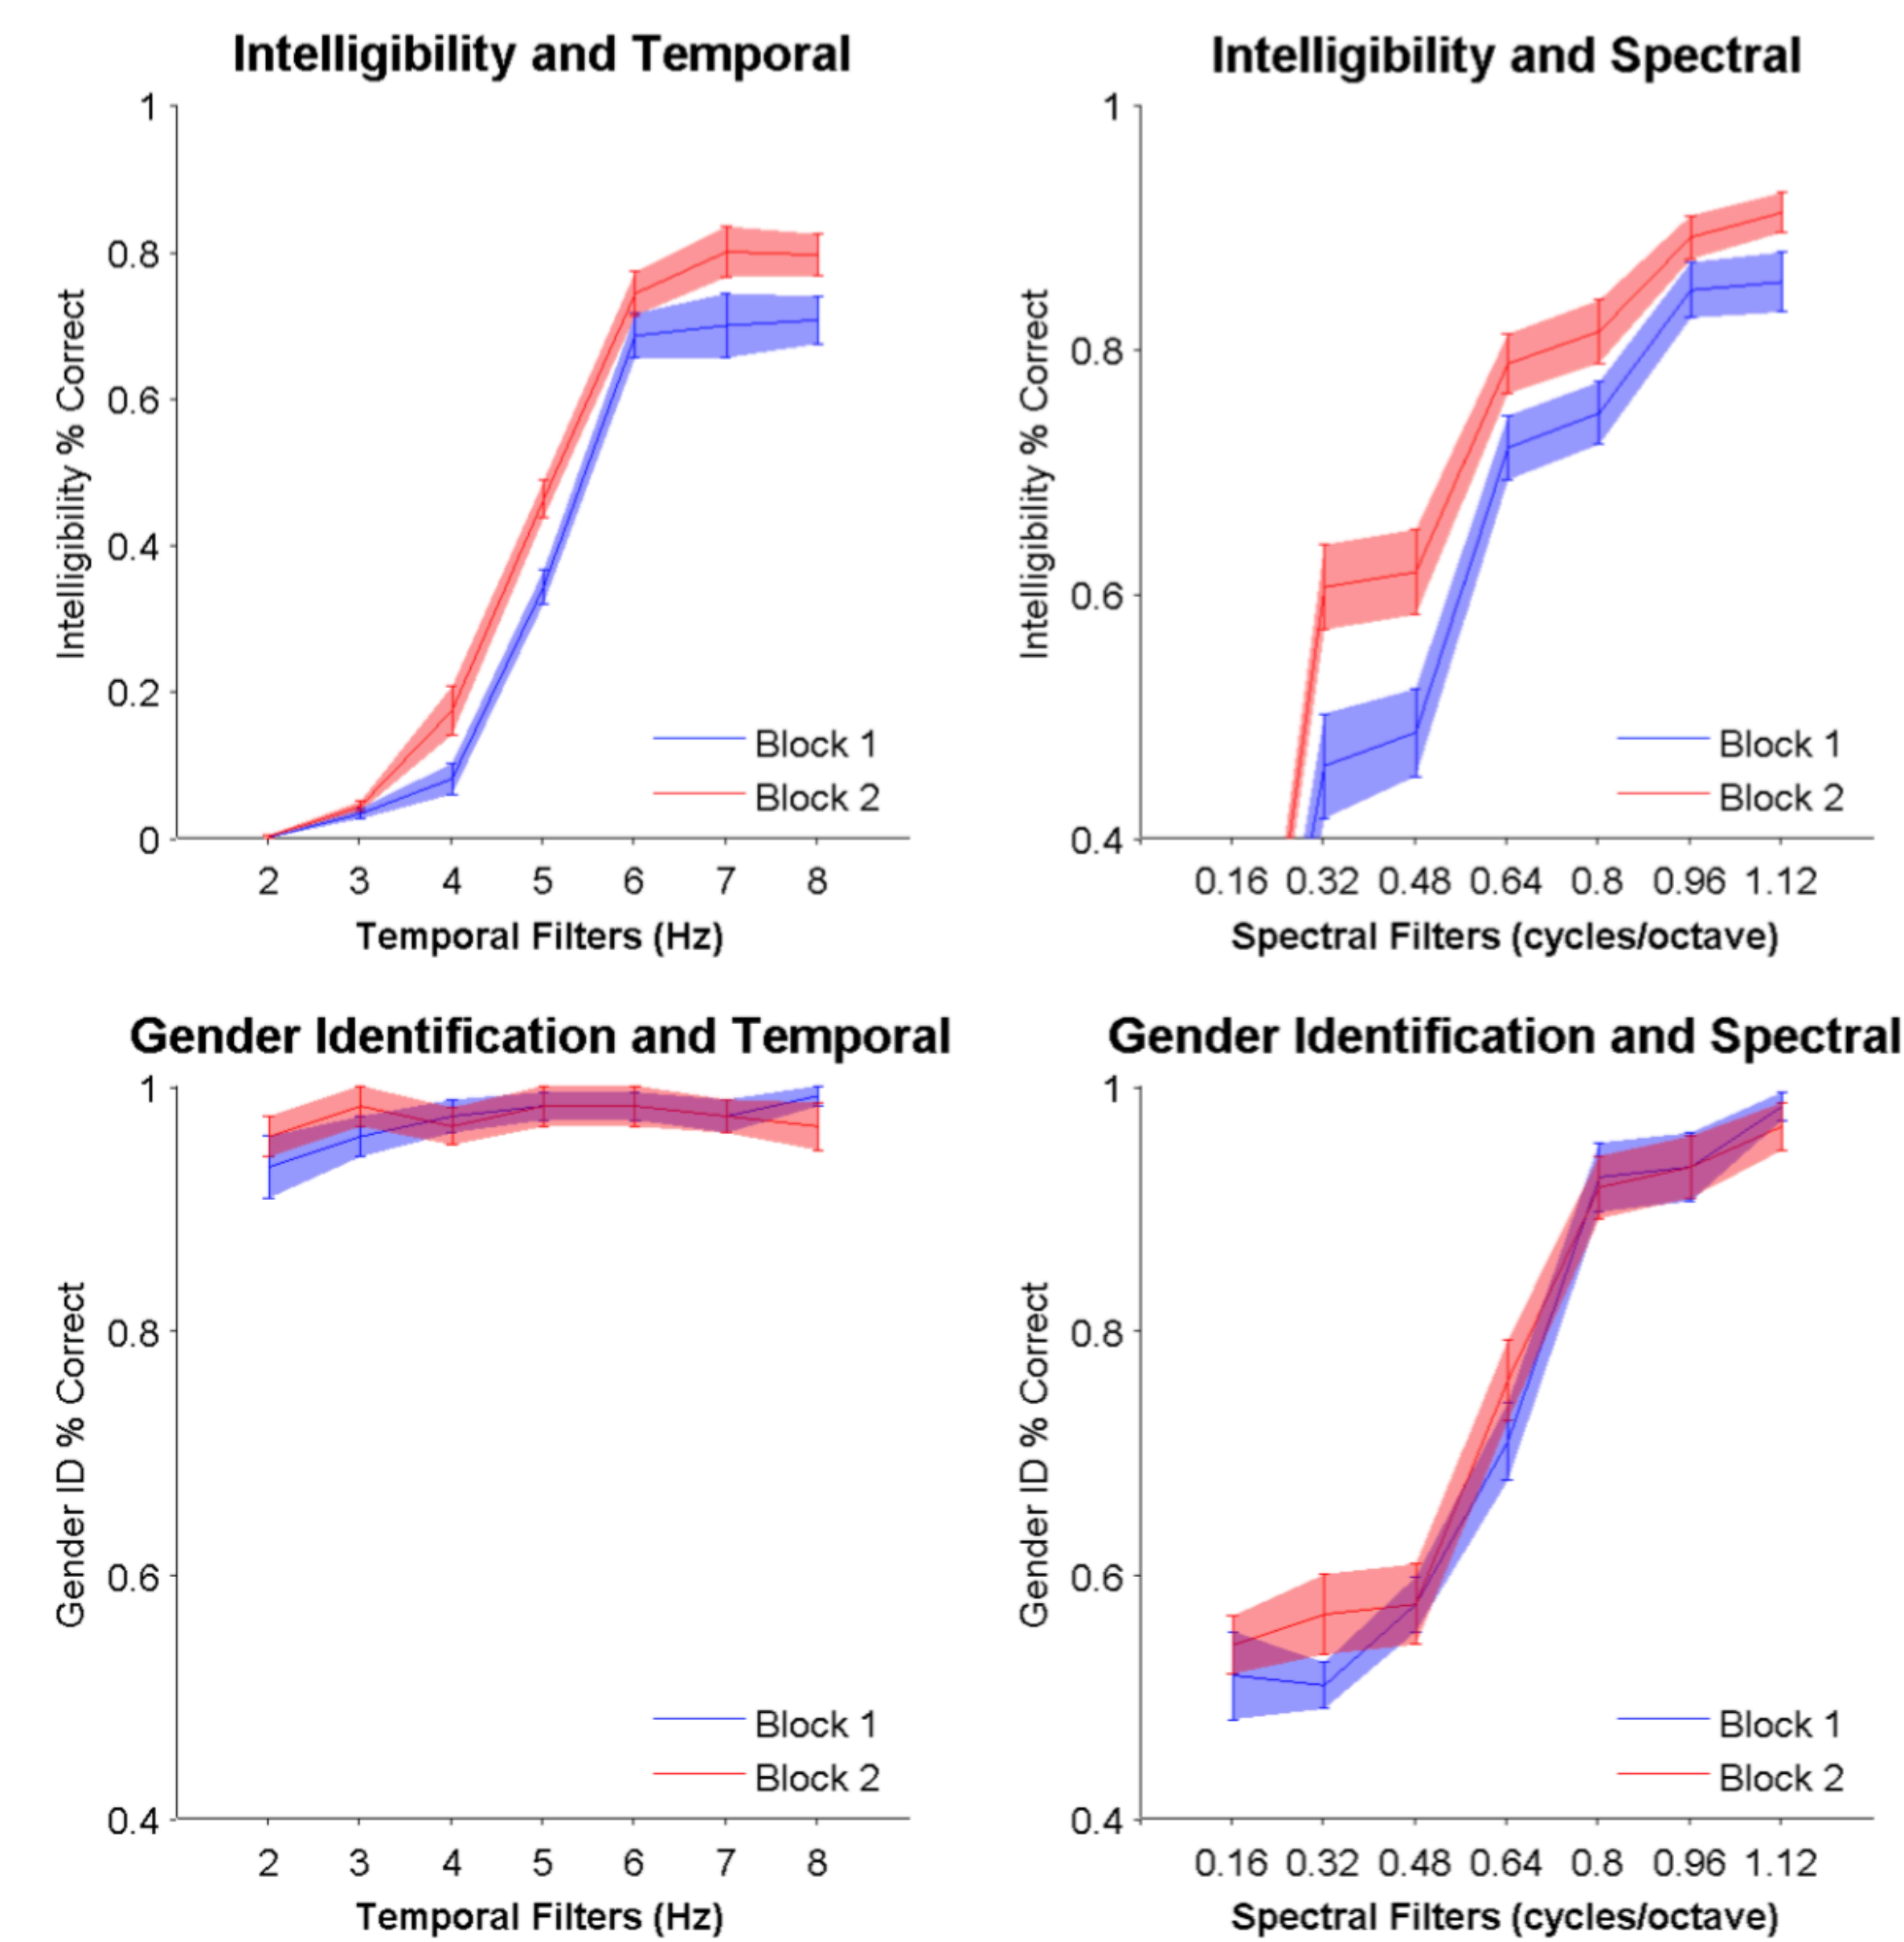 Intelligibility and Temporal
Intelligibility % Correct
1
0.8
0.6
0.4
0.2
0
Block 1
Block 2
2 3 4 5 6 7 8
Temporal Filters (Hz)
Intelligibility and Spectral
Intelligibility % Correct
1
0.8
0.6
0.4
Block 1
Block 2
0.16 0.32 0.48 0.64 0.8 0.96 1.12
Spectral Filters (cycles/octave)
Gender Identification and Temporal
Gender ID % Correct
1
0.8
0.6
0.4
Block 1
Block 2
2 3 4 5 6 7 8
Temporal Filters (Hz)
Gender Identification and Spectral
Gender ID % Correct
1
0.8
0.6
0.4
Block 1
Block 2
0.16 0.32 0.48 0.64 0.8 0.96 1.12
Spectral Filters (cycles/octave)